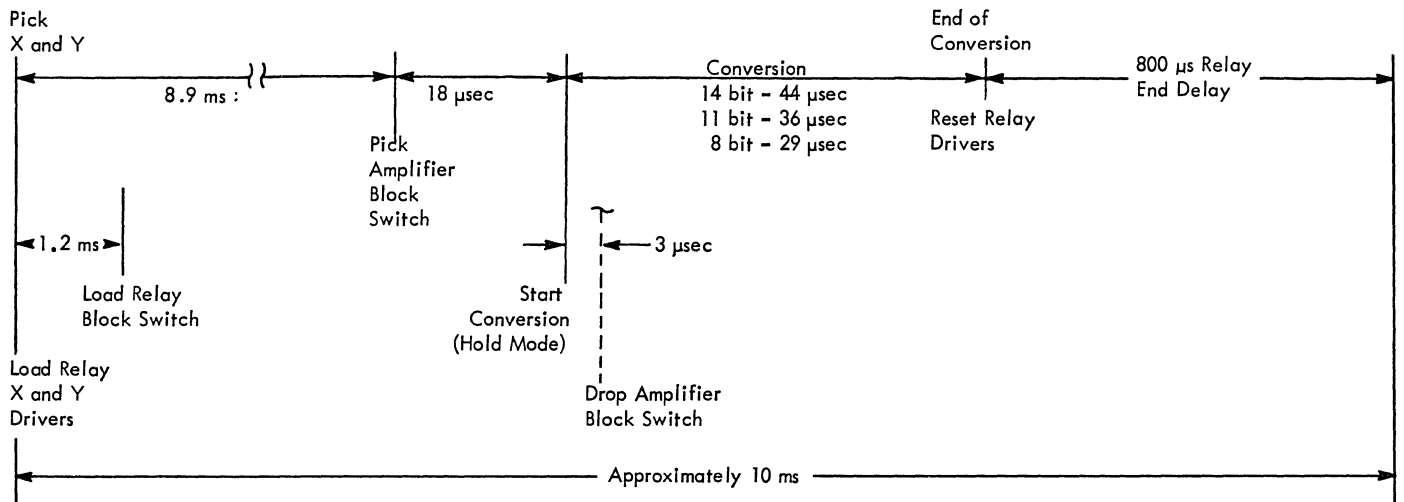 Pick
X and Y
8.9 ms :
18 μsec
Conversion
14 bit – 44 μsec
11 bit – 36 μsec
8 bit – 29 μsec
End of
Conversion
Reset Relay
Drivers
800 μs Relay
End Delay
Pick
Amplifier
Block
Switch
1.2 ms
Load Relay
Block Switch
3 μsec
Start
Conversion
(Hold Mode)
Load Relay
X and Y
Drivers
Drop Amplifier
Block Switch
Approximately 10 ms